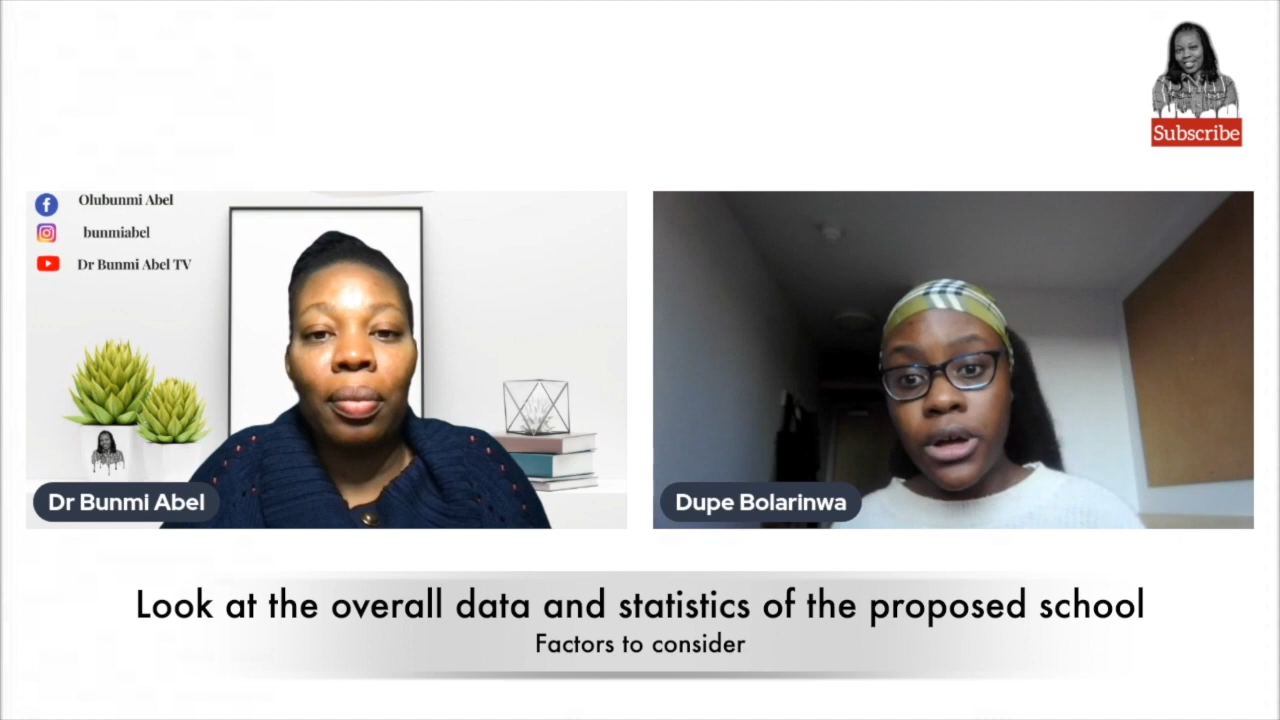 Subscribe
Olubunmi Abel
bunmiabel
Dr Bunmi Abel TV
Dr Bunmi Abel
Dupe Bolarinwa
Look at the overall data and statistics of the proposed school
Factors to consider